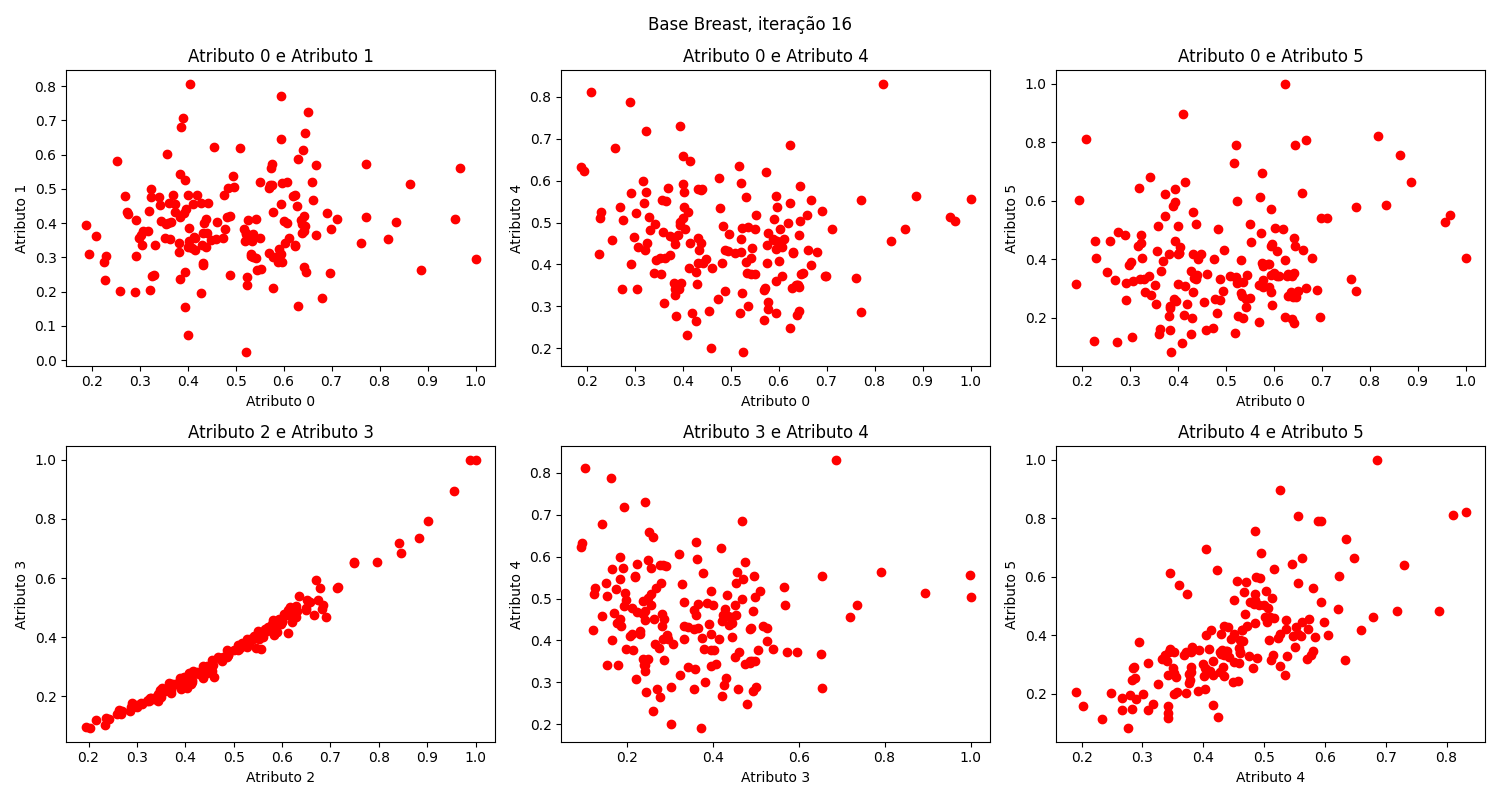 Base Breast, iteração 16
Atributo 0 e Atributo 1
Atributo 1
0.8
0.7
0.6
0.5
0.4
0.3
0.2
0.1
0.0
0.2 0.3 0.4 0.5 0.6 0.7 0.8 0.9 1.0
Atributo 0
Atributo 0 e Atributo 4
Atributo 4
0.8
0.7
0.6
0.5
0.4
0.3
0.2
0.2 0.3 0.4 0.5 0.6 0.7 0.8 0.9 1.0
Atributo 0
Atributo 0 e Atributo 5
Atributo 5
1.0
0.8
0.6
0.4
0.2
0.2 0.3 0.4 0.5 0.6 0.7 0.8 0.9 1.0
Atributo 0
Atributo 2 e Atributo 3
Atributo 3
1.0
0.8
0.6
0.4
0.2
0.2 0.3 0.4 0.5 0.6 0.7 0.8 0.9 1.0
Atributo 2
Atributo 3 e Atributo 4
Atributo 4
0.8
0.7
0.6
0.5
0.4
0.3
0.2
0.2 0.4 0.6 0.8 1.0
Atributo 3
Atributo 4 e Atributo 5
Atributo 5
1.0
0.8
0.6
0.4
0.2
0.2 0.3 0.4 0.5 0.6 0.7 0.8
Atributo 4